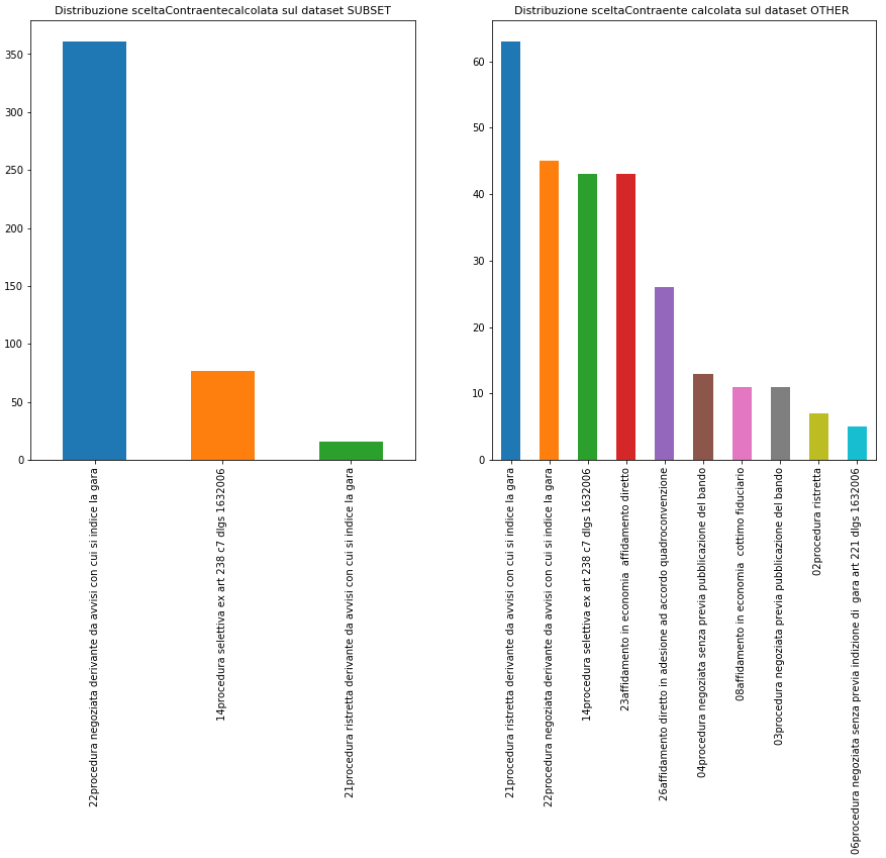 Distribuzione sceltaContraentecalcolata sul dataset SUBSET
350
300
250
200
150
100
50
0
22procedura negoziata derivante da avvisi con cui si indice la gara
14procedura selettiva ex art 238 c7 dlgs 1632006
21procedura ristretta derivante da avvisi con cui si indice la gara
Distribuzione sceltaContraente calcolata sul dataset OTHER
60
50
40
30
20
10
0
21procedura ristretta derivante da avvisi con cui si indice la gara
22procedura negoziata derivante da avvisi con cui si indice la gara
14procedura selettiva ex art 238 c7 dlgs 1632006
23affidamento in economia  affidamento diretto
26affidamento diretto in adesione ad accordo quadroconvenzione
04procedura negoziata senza previa pubblicazione del bando
08affidamento in economia  cottimo fiduciario
03procedura negoziata previa pubblicazione del bando
02procedura ristretta
06procedura negoziata senza previa indizione di  gara art 221 dlgs 1632006